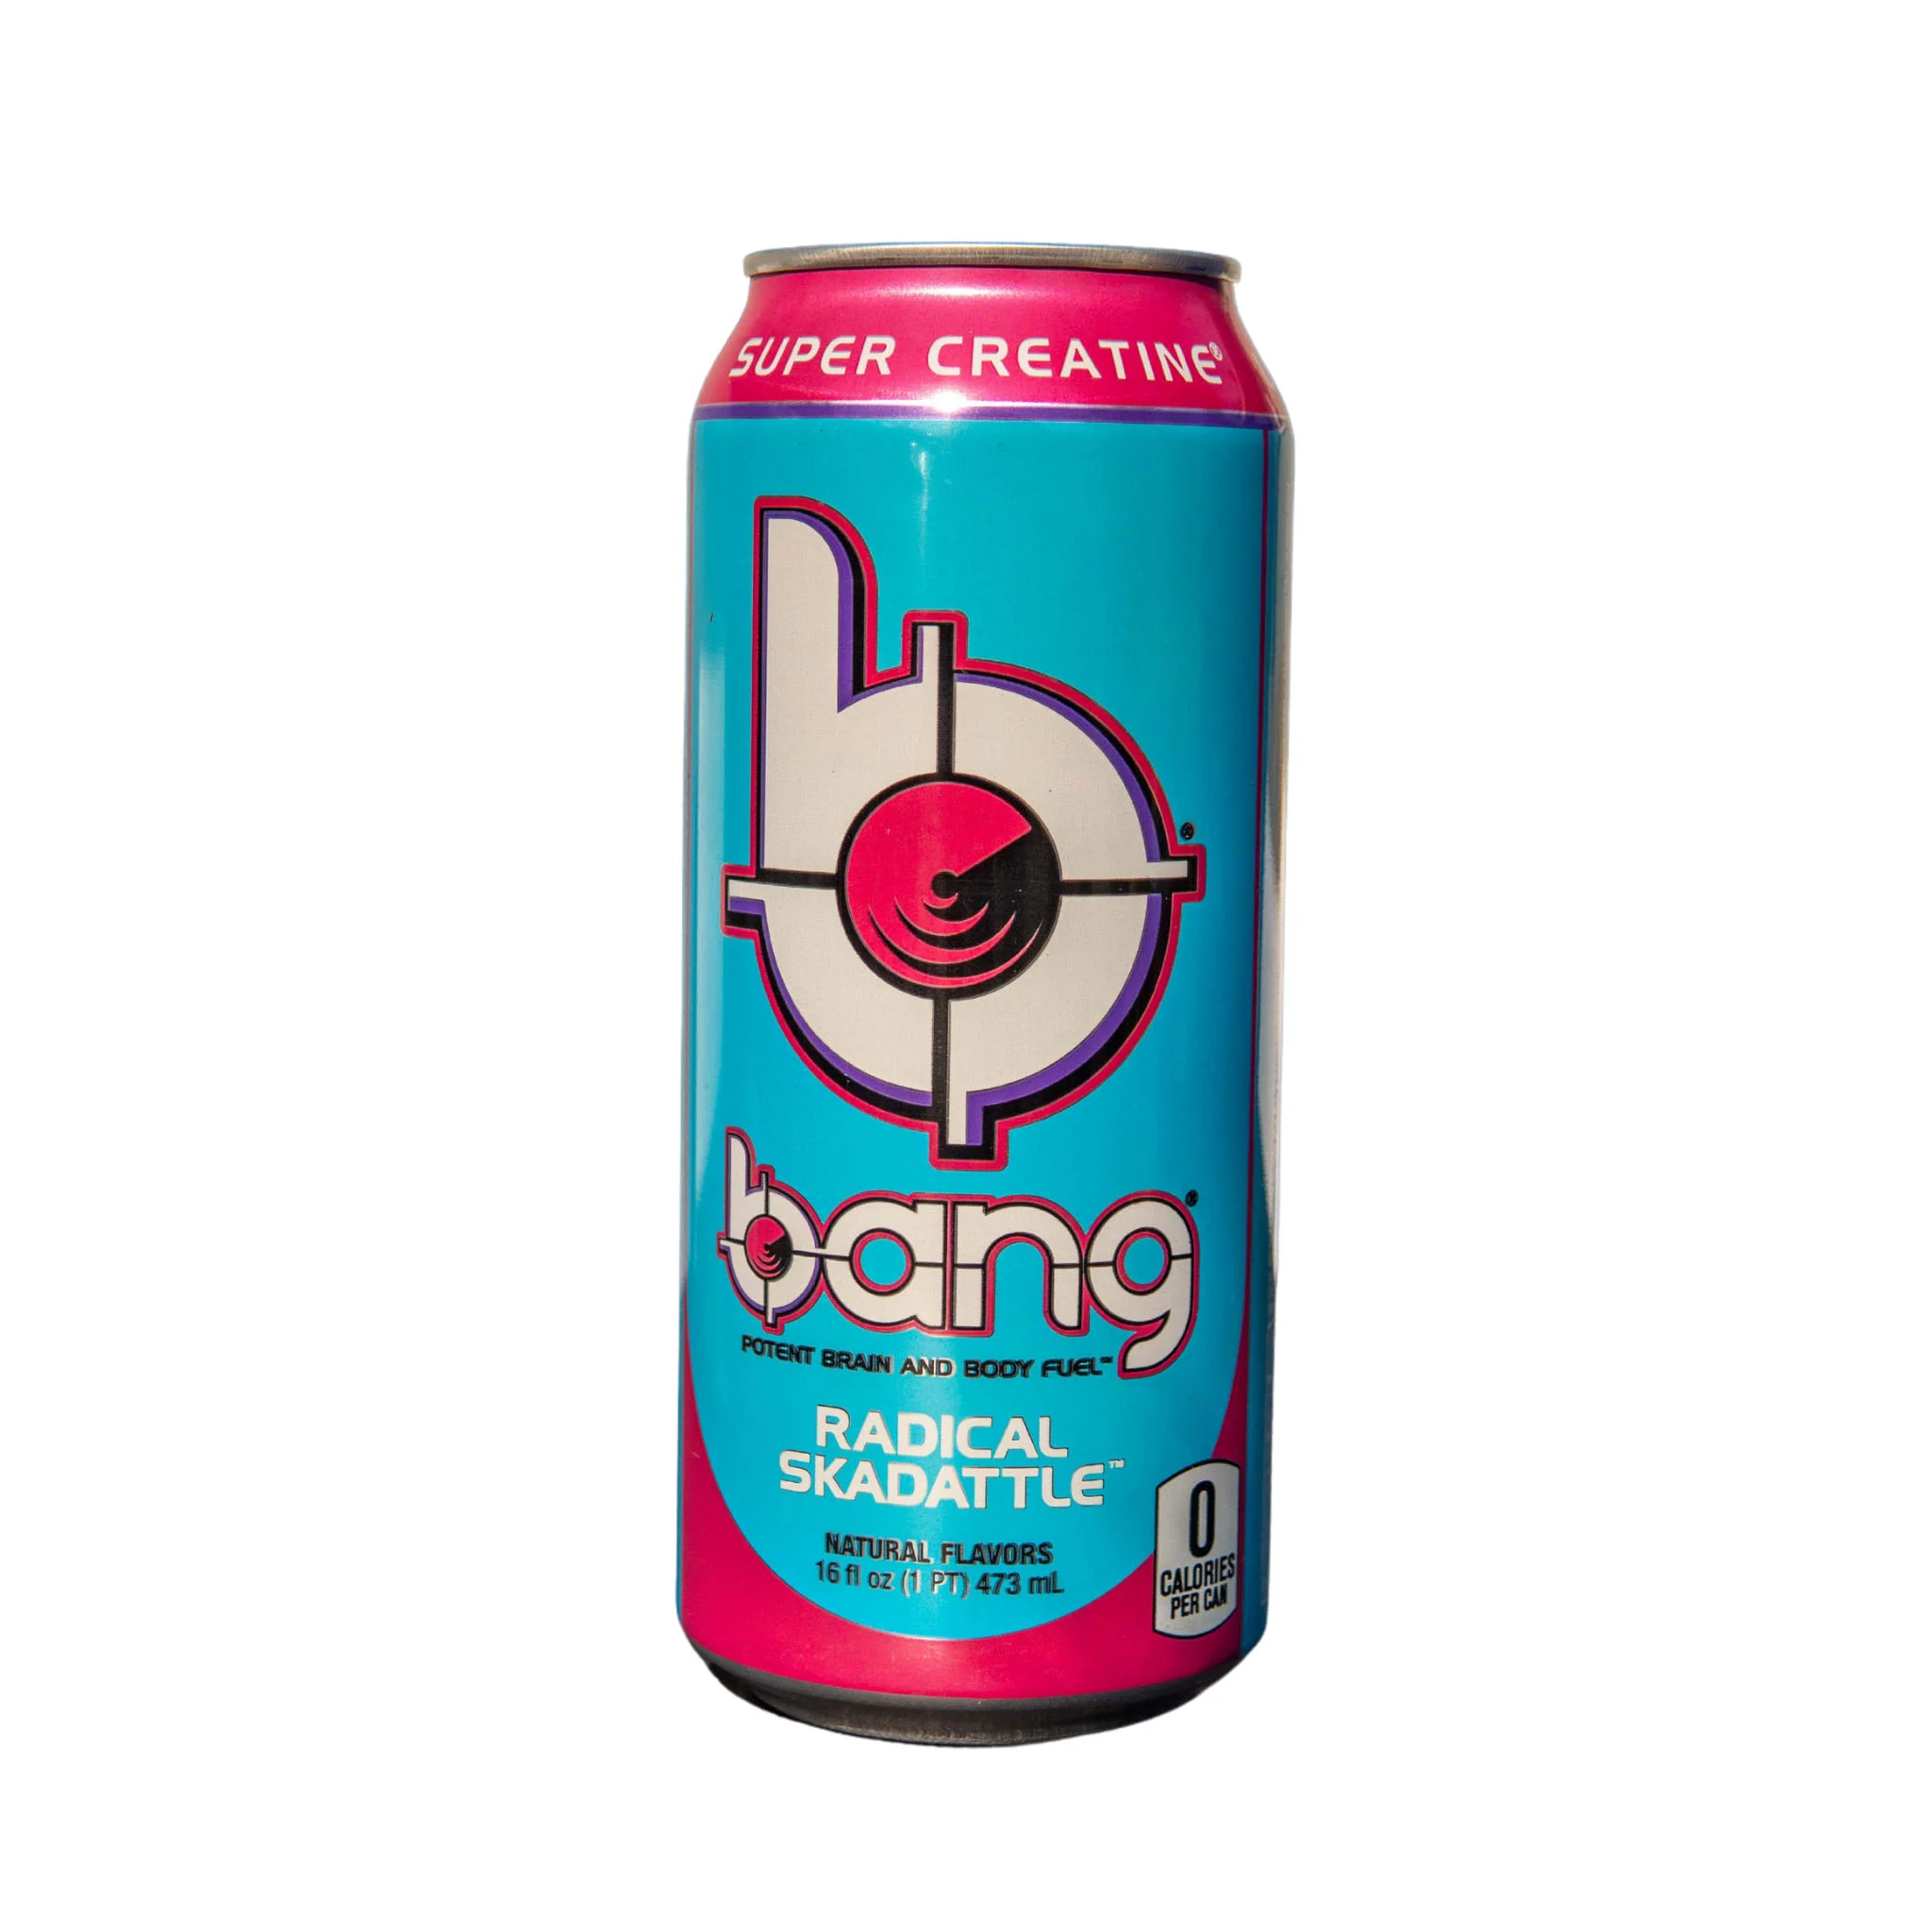 SUPER CREATINE®
b®
bang®
POTENT BRAIN AND BODY FUEL™
RADICAL
SKADATTLE™
NATURAL FLAVORS
16 fl oz (1 PT) 473 mL
0
CALORIES
PER CAN